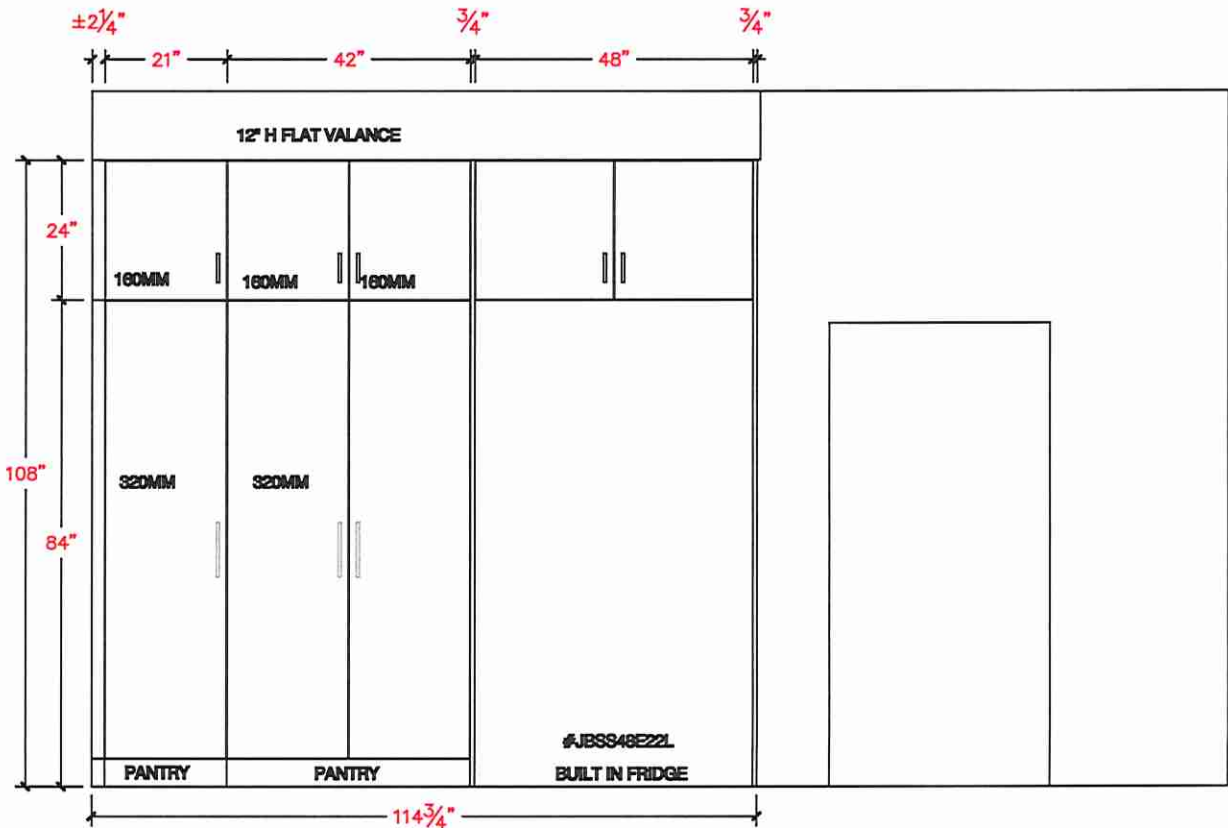 ±2¼" ¾" ¾"
21" 42" 48"
12" H FLAT VALANCE
24"
160MM 160MM 160MM
108"
320MM 320MM
84"
#JBSS48E22L
PANTRY PANTRY BUILT IN FRIDGE
114¾"